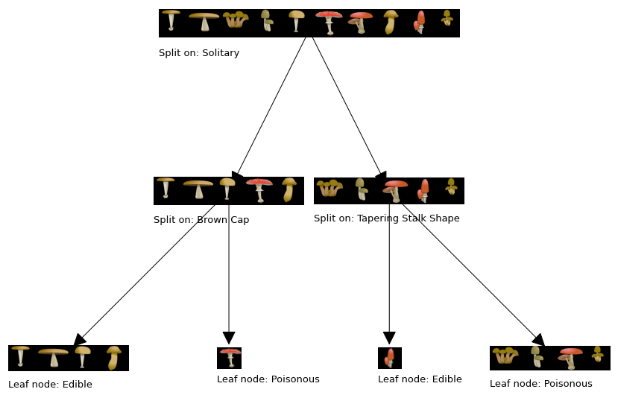 Split on: Solitary
Split on: Brown Cap
Split on: Tapering Stalk Shape
Leaf node: Edible
Leaf node: Poisonous
Leaf node: Edible
Leaf node: Poisonous